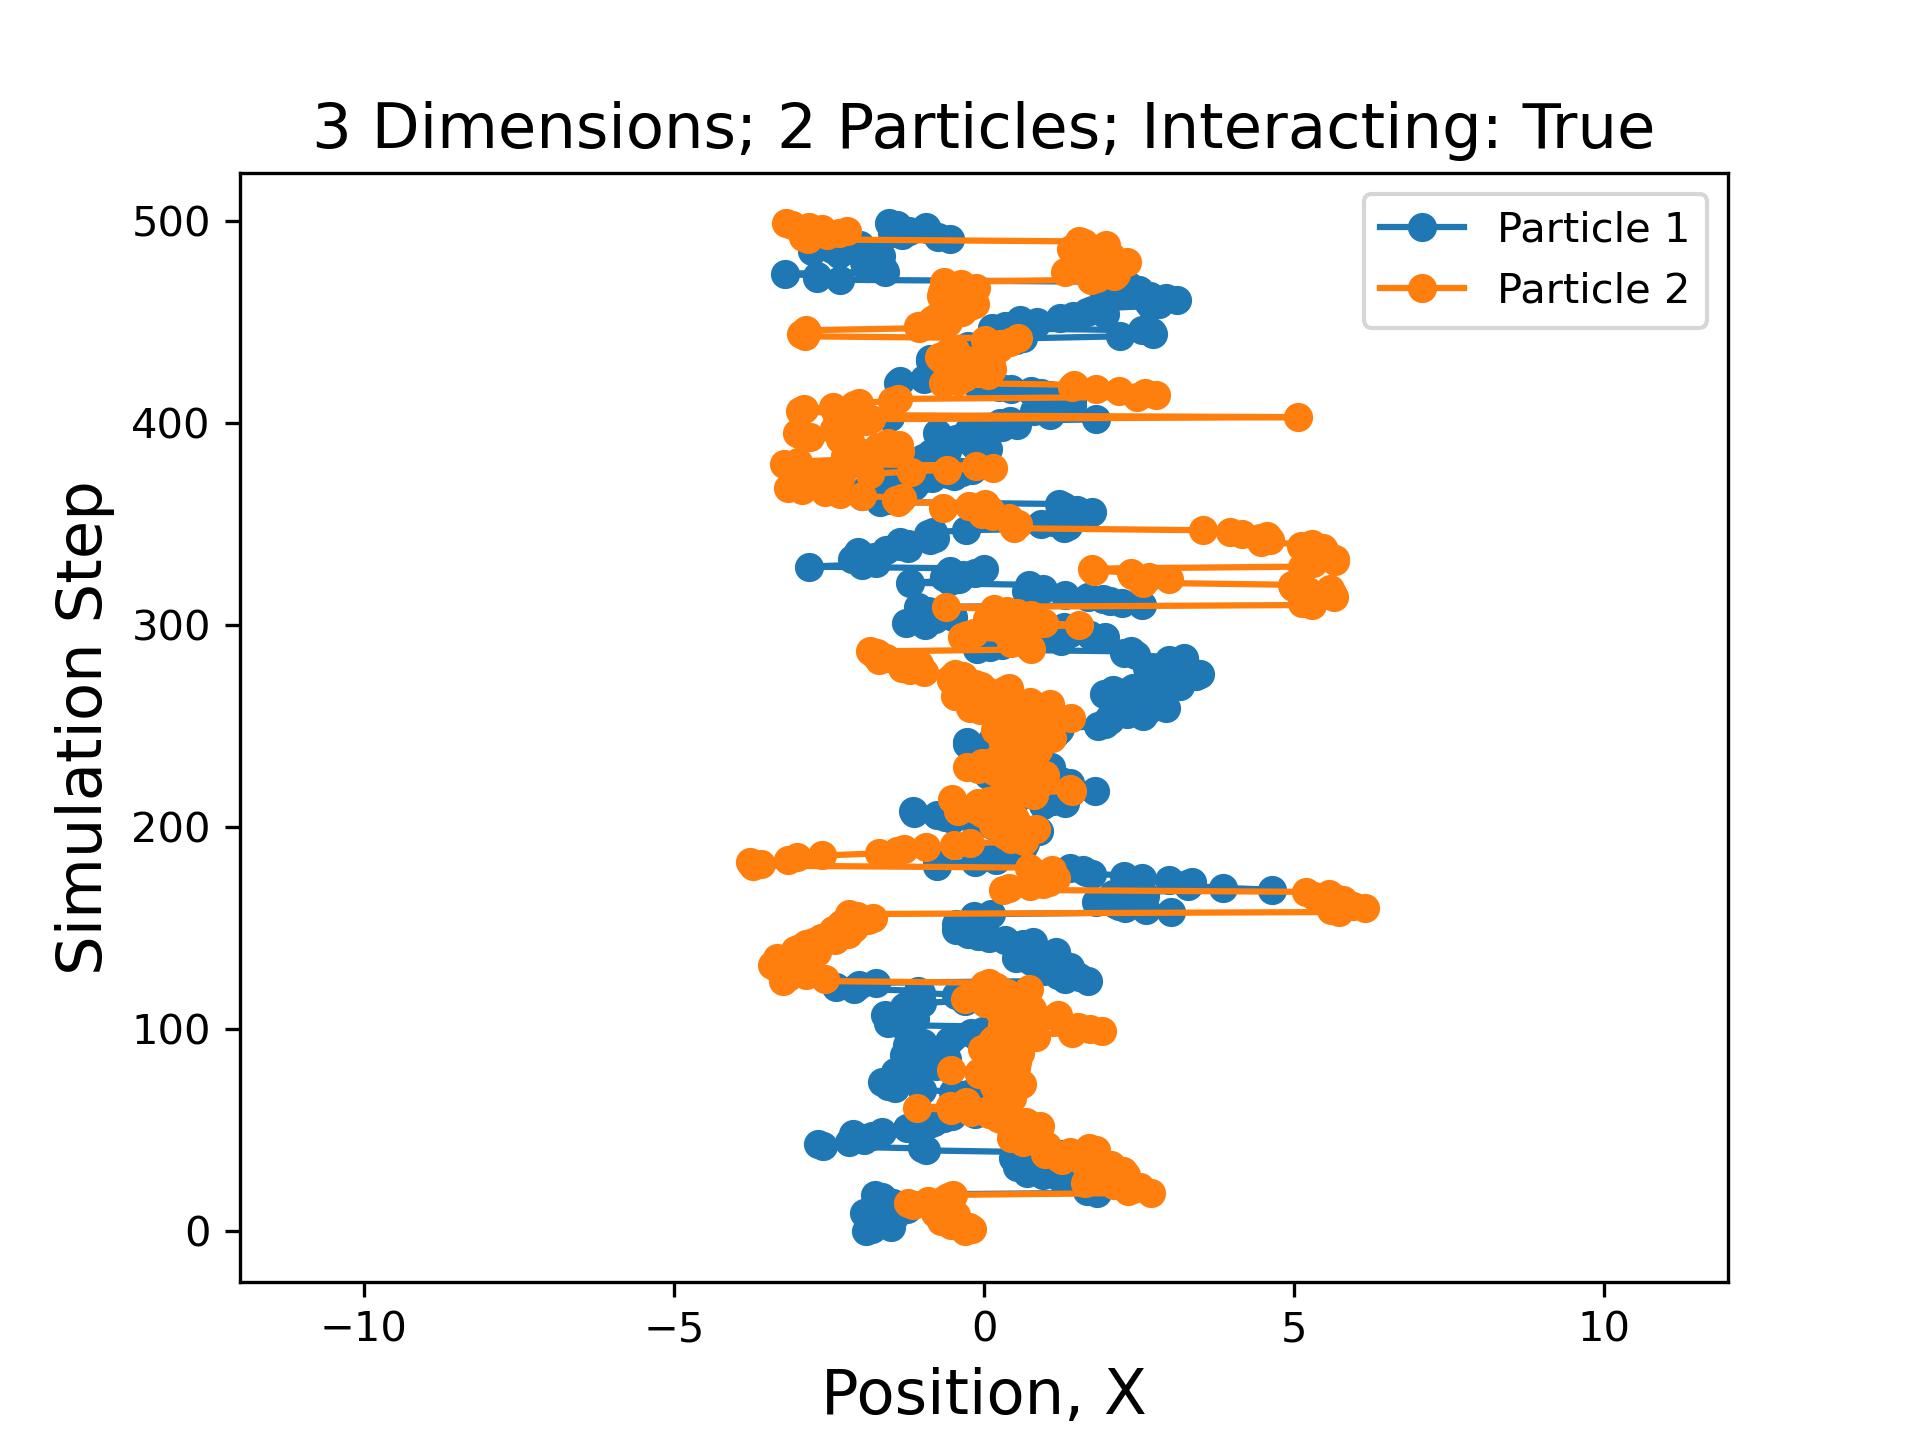 3 Dimensions; 2 Particles; Interacting: True
Particle 1
Particle 2
Simulation Step
500
400
300
200
100
0
−10
−5
0
5
10
Position, X